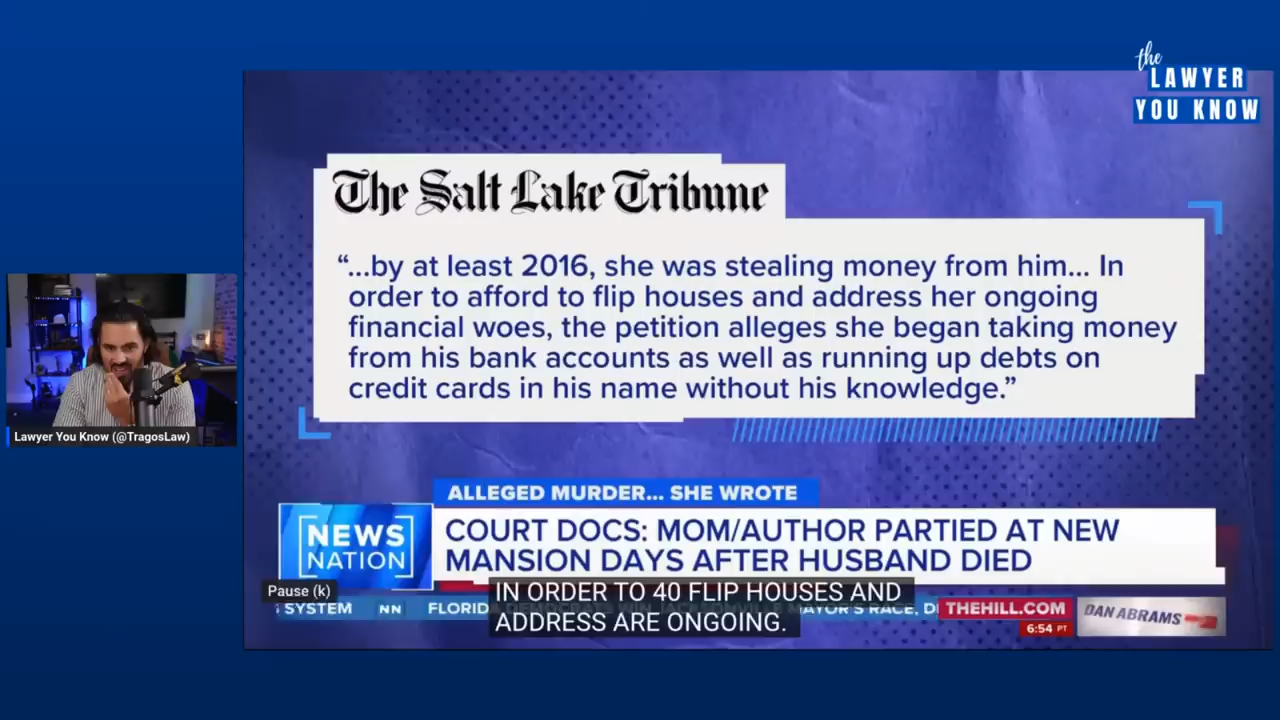 the
LAWYER
YOU KNOW
The Salt Lake Tribune
“...by at least 2016, she was stealing money from him... In
order to afford to flip houses and address her ongoing
financial woes, the petition alleges she began taking money
from his bank accounts as well as running up debts on
credit cards in his name without his knowledge.”
Lawyer You Know (@TragosLaw)
ALLEGED MURDER... SHE WROTE
NEWS
NATION
COURT DOCS: MOM/AUTHOR PARTIED AT NEW
MANSION DAYS AFTER HUSBAND DIED
Pause (k)
IN ORDER TO 40 FLIP HOUSES AND
ADDRESS ARE ONGOING.
SYSTEM NN FLORID MAYOR'S RACE, D
THEHILL.COM
6:54 PT
DAN ABRAMS